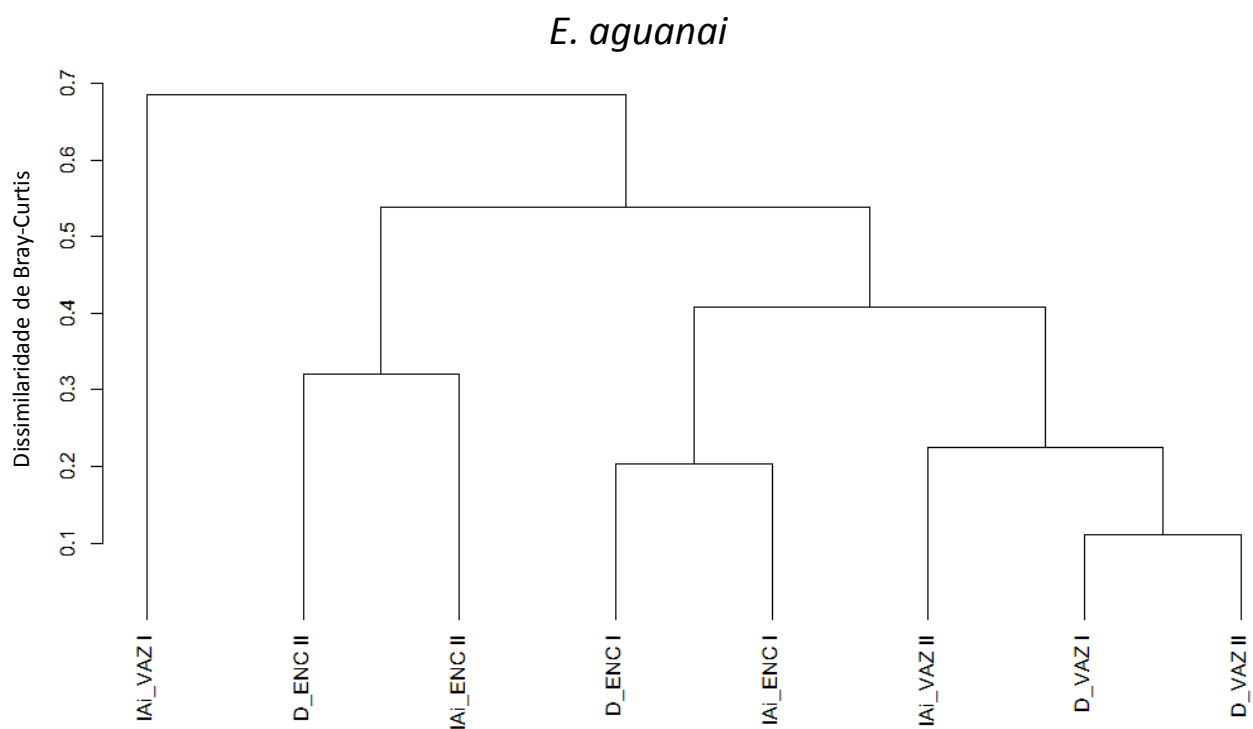 E. aguanai
Dissimilaridade de Bray-Curtis
0.7
0.6
0.5
0.4
0.3
0.2
0.1
IAi_VAZ I
D_ENC II
IAi_ENC II
D_ENC I
IAi_ENC I
IAi_VAZ II
D_VAZ I
D_VAZ II